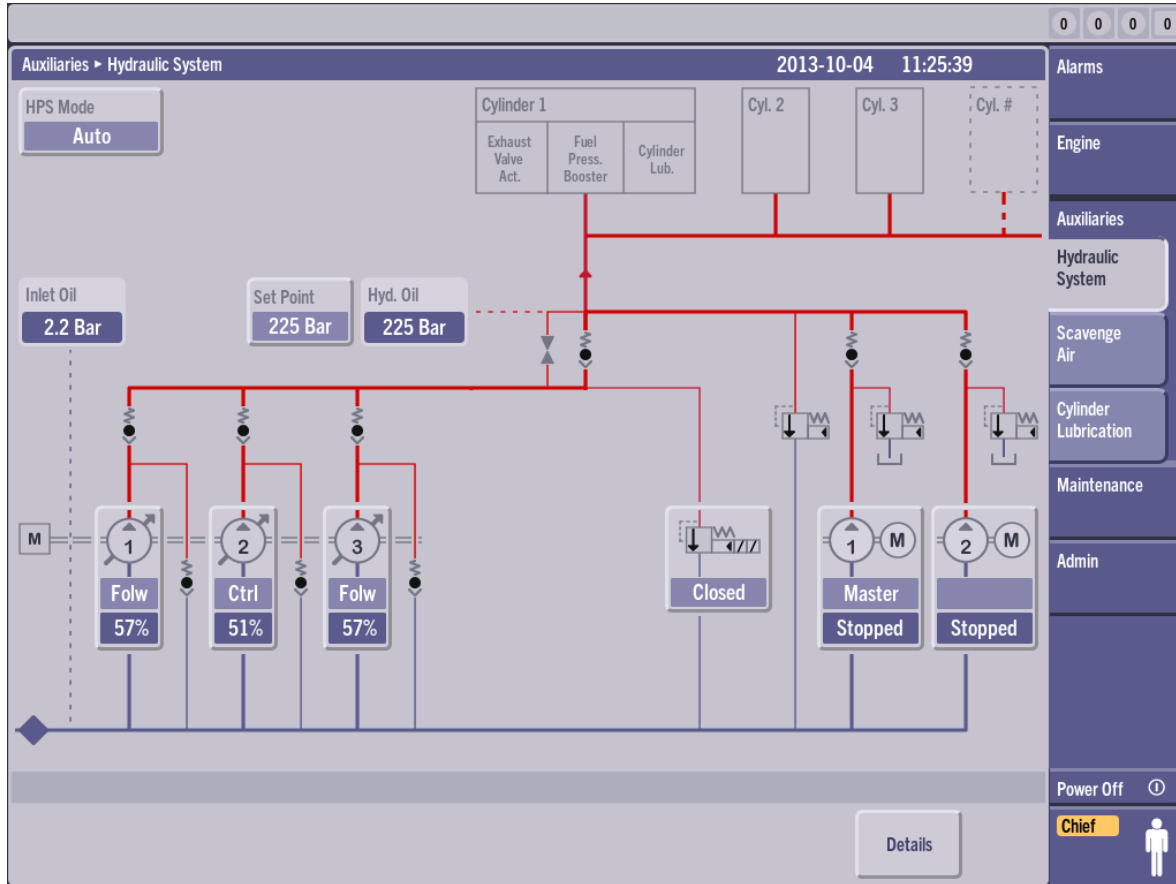 0 0 0 0
Auxiliaries ▸ Hydraulic System
2013-10-04 11:25:39
HPS Mode
Auto
Cylinder 1
Exhaust
Valve
Act.
Fuel
Press.
Booster
Cylinder
Lub.
Cyl. 2
Cyl. 3
Cyl. #
Inlet Oil
2.2 Bar
Set Point
225 Bar
Hyd. Oil
225 Bar
M
1
Folw
57%
2
Ctrl
51%
3
Folw
57%
Closed
1
M
Master
Stopped
2
M
Stopped
Details
Alarms
Engine
Auxiliaries
Hydraulic
System
Scavenge
Air
Cylinder
Lubrication
Maintenance
Admin
Power Off
Chief